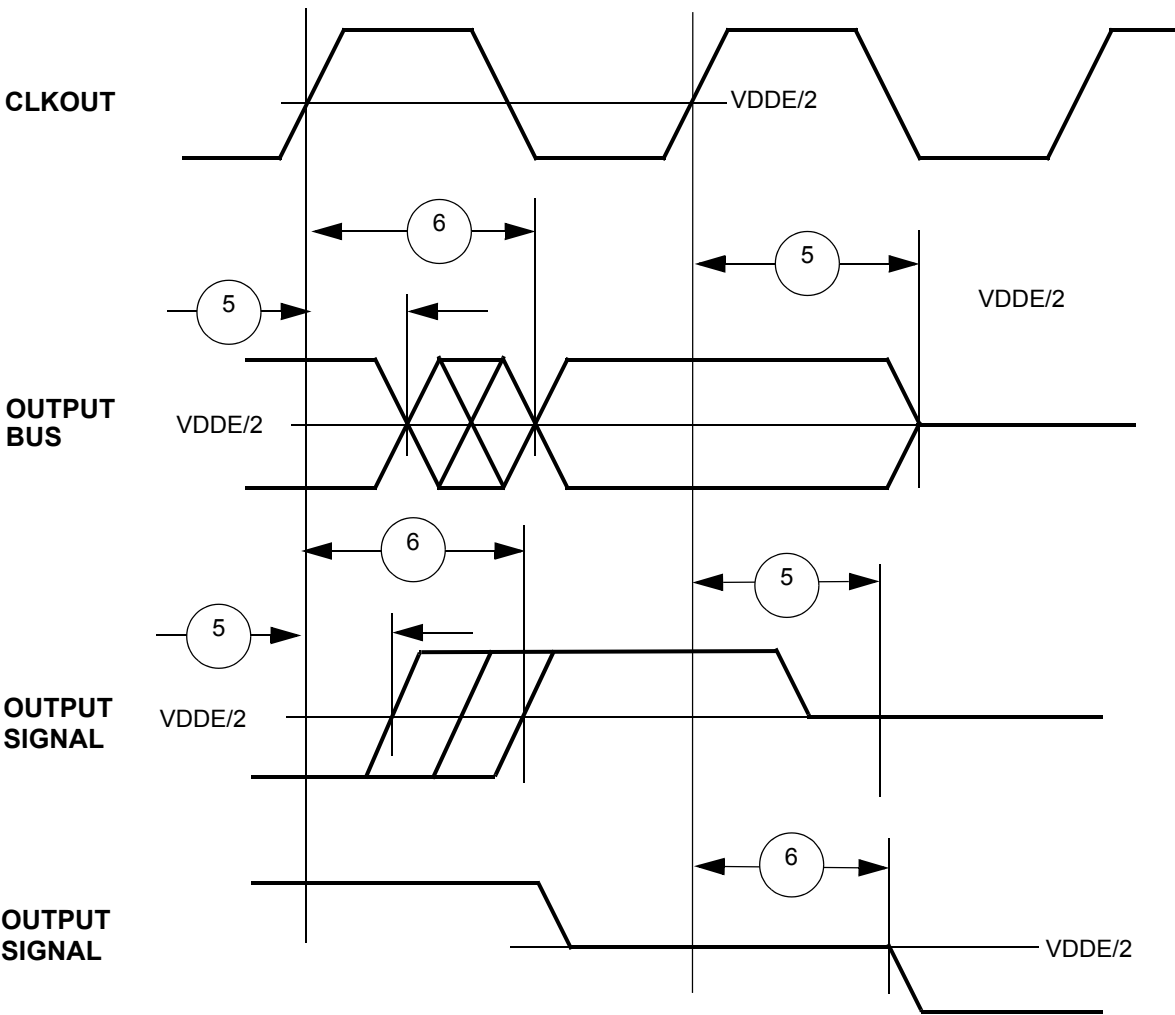 CLKOUT
VDDE/2
6
5
5
VDDE/2
OUTPUT
BUS
VDDE/2
6
5
5
OUTPUT
SIGNAL
VDDE/2
6
OUTPUT
SIGNAL
VDDE/2